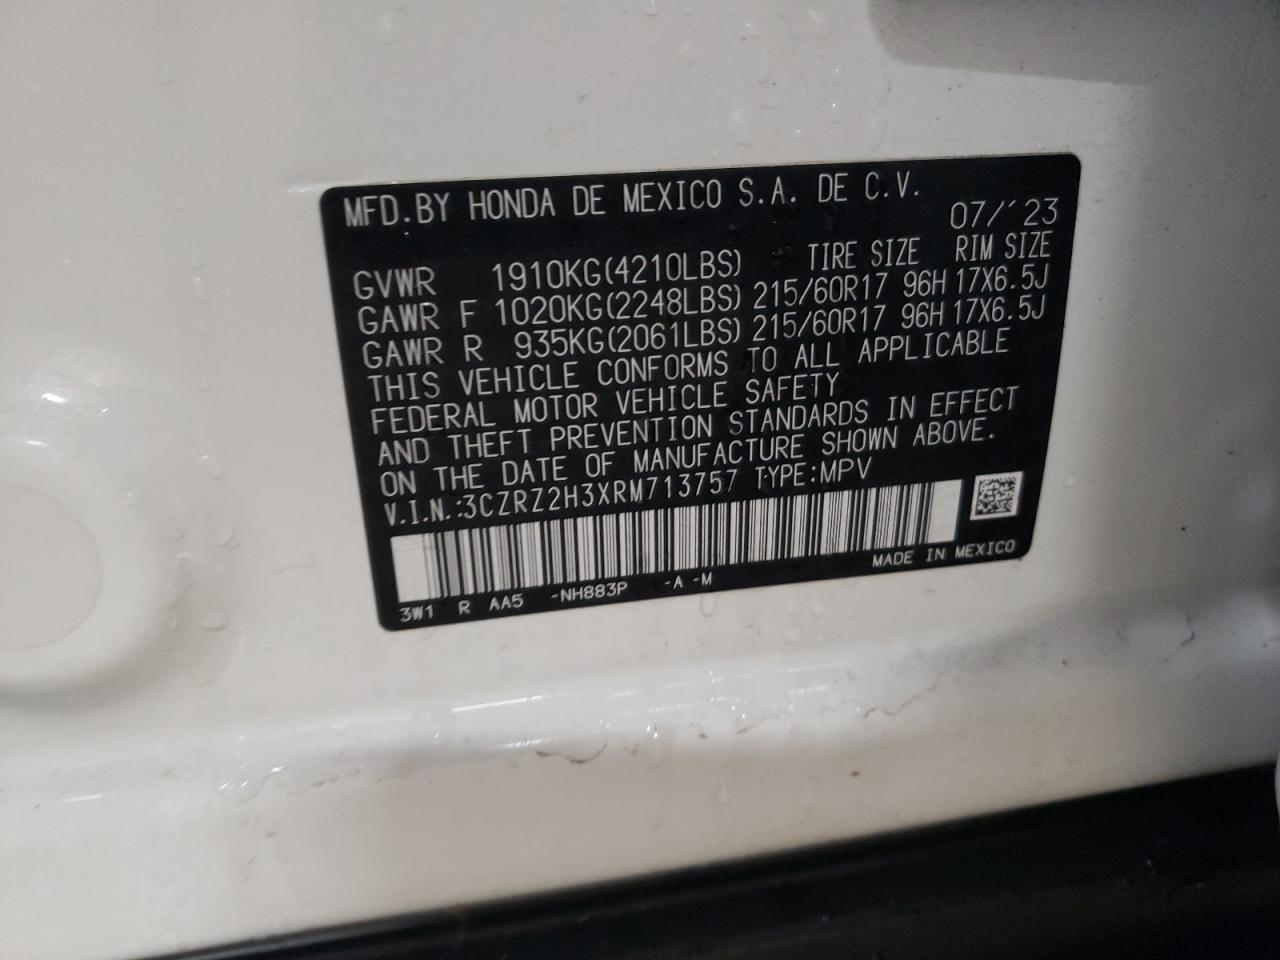 MFD.BY HONDA DE MEXICO S.A. DE C.V.
07/'23
GVWR 1910KG(4210LBS) TIRE SIZE RIM SIZE
GAWR F 1020KG(2248LBS) 215/60R17 96H 17X6.5J
GAWR R 935KG(2061LBS) 215/60R17 96H 17X6.5J
THIS VEHICLE CONFORMS TO ALL APPLICABLE
FEDERAL MOTOR VEHICLE SAFETY
AND THEFT PREVENTION STANDARDS IN EFFECT
ON THE DATE OF MANUFACTURE SHOWN ABOVE.
V.I.N.:3CZRZ2H3XRM713757 TYPE:MPV
MADE IN MEXICO
3W1 R AA5 -NH883P -A -M